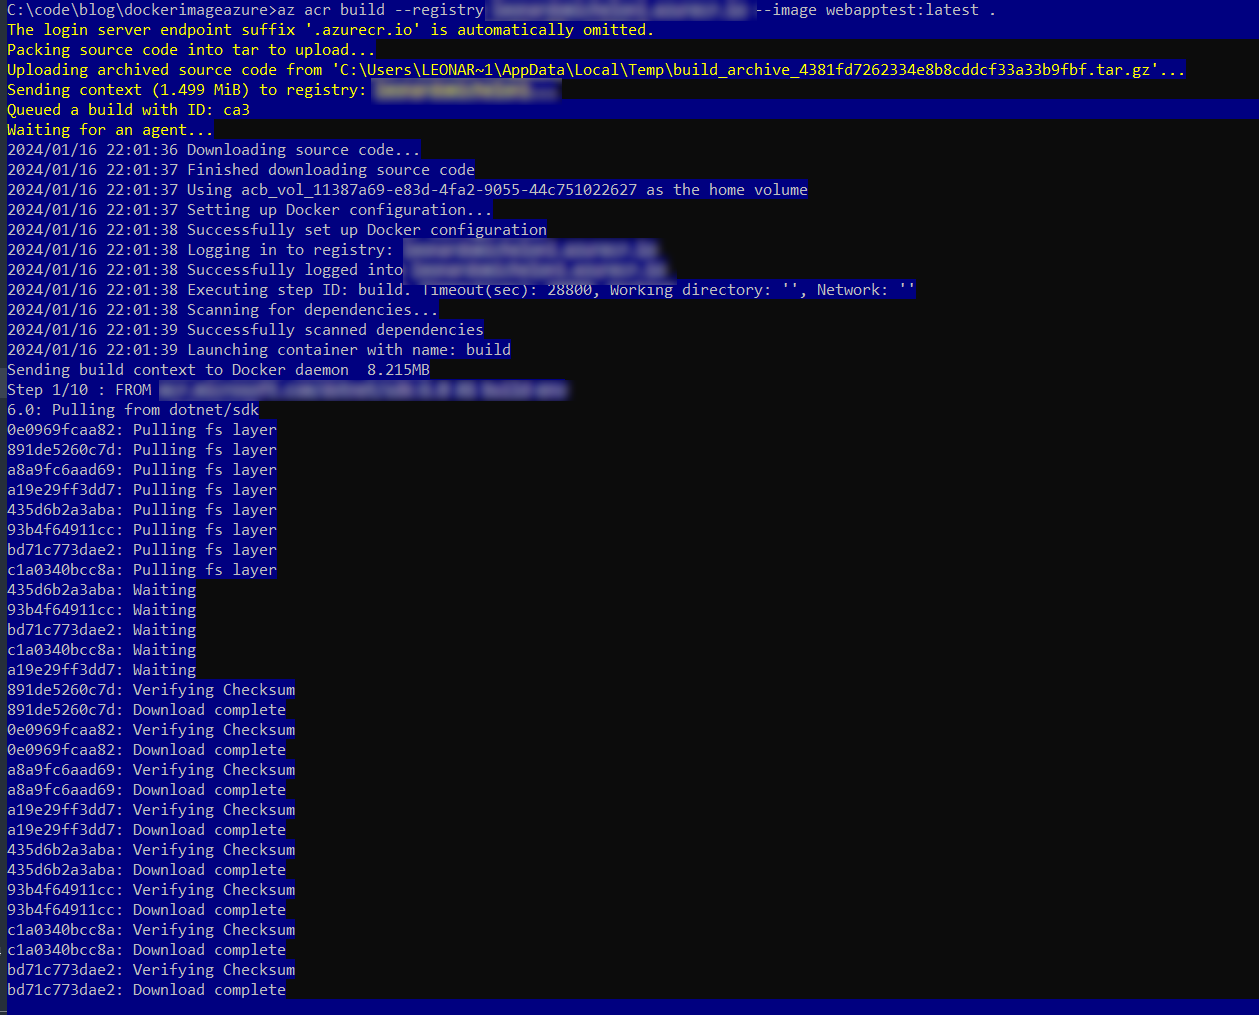 C:\code\blog\dockerimageazure>az acr build --registry --image webapptest:latest .
The login server endpoint suffix '.azurecr.io' is automatically omitted.
Packing source code into tar to upload...
Uploading archived source code from 'C:\Users\LEONAR~1\AppData\Local\Temp\build_archive_4381fd7262334e8b8cddcf33a33b9fbf.tar.gz'...
Sending context (1.499 MiB) to registry:
Queued a build with ID: ca3
Waiting for an agent...
2024/01/16 22:01:36 Downloading source code...
2024/01/16 22:01:37 Finished downloading source code
2024/01/16 22:01:37 Using acb_vol_11387a69-e83d-4fa2-9055-44c751022627 as the home volume
2024/01/16 22:01:37 Setting up Docker configuration...
2024/01/16 22:01:38 Successfully set up Docker configuration
2024/01/16 22:01:38 Logging in to registry:
2024/01/16 22:01:38 Successfully logged into
2024/01/16 22:01:38 Executing step ID: build. Timeout(sec): 28800, Working directory: '', Network: ''
2024/01/16 22:01:38 Scanning for dependencies...
2024/01/16 22:01:39 Successfully scanned dependencies
2024/01/16 22:01:39 Launching container with name: build
Sending build context to Docker daemon  8.215MB
Step 1/10 : FROM
6.0: Pulling from dotnet/sdk
0e0969fcaa82: Pulling fs layer
891de5260c7d: Pulling fs layer
a8a9fc6aad69: Pulling fs layer
a19e29ff3dd7: Pulling fs layer
435d6b2a3aba: Pulling fs layer
93b4f64911cc: Pulling fs layer
bd71c773dae2: Pulling fs layer
c1a0340bcc8a: Pulling fs layer
435d6b2a3aba: Waiting
93b4f64911cc: Waiting
bd71c773dae2: Waiting
c1a0340bcc8a: Waiting
a19e29ff3dd7: Waiting
891de5260c7d: Verifying Checksum
891de5260c7d: Download complete
0e0969fcaa82: Verifying Checksum
0e0969fcaa82: Download complete
a8a9fc6aad69: Verifying Checksum
a8a9fc6aad69: Download complete
a19e29ff3dd7: Verifying Checksum
a19e29ff3dd7: Download complete
435d6b2a3aba: Verifying Checksum
435d6b2a3aba: Download complete
93b4f64911cc: Verifying Checksum
93b4f64911cc: Download complete
c1a0340bcc8a: Verifying Checksum
c1a0340bcc8a: Download complete
bd71c773dae2: Verifying Checksum
bd71c773dae2: Download complete